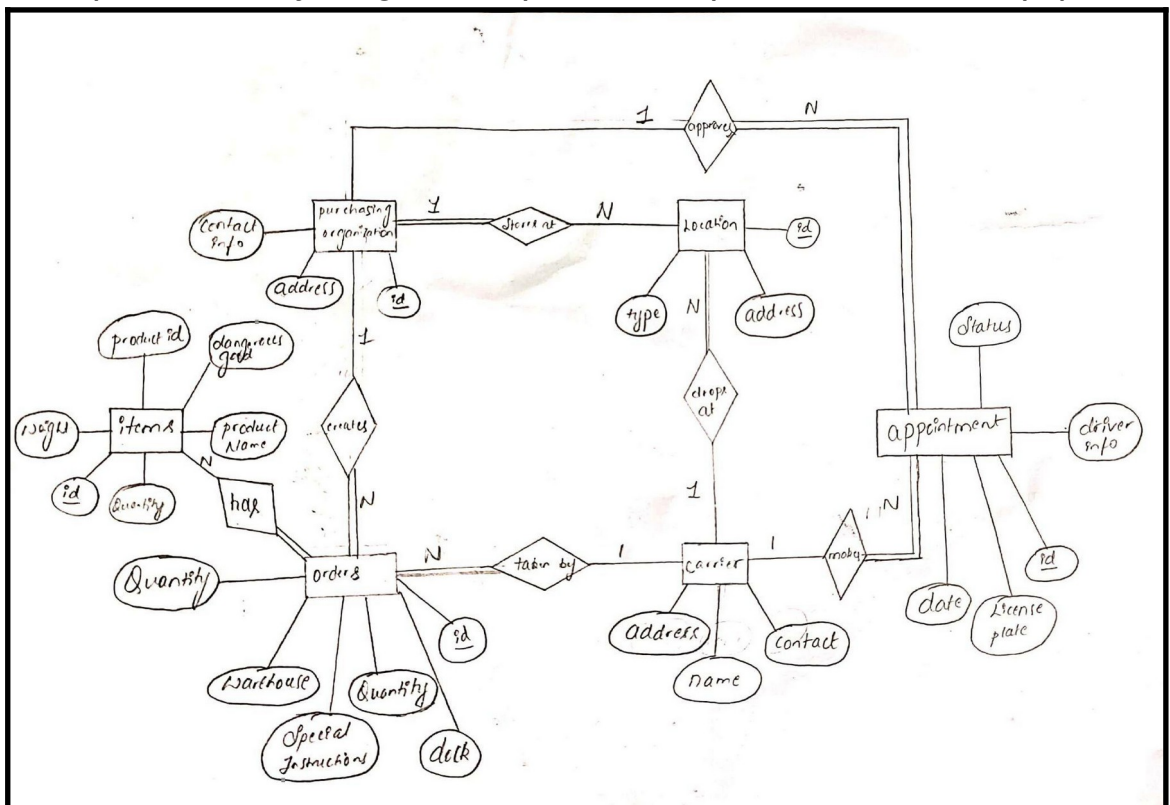 1
approves
N
purchasing
organization
1
Stores at
N
Location
id
Contact
info
address
id
type
address
N
Status
product id
dangerous
good
1
drops
at
items
product
Name
creates
appointment
driver
info
N
id
Quantity
has
N
1
N
Quantity
orders
N
taken by
1
carrier
1
id
date
License
plate
id
address
contact
name
Warehouse
Quantity
Special
Instructions